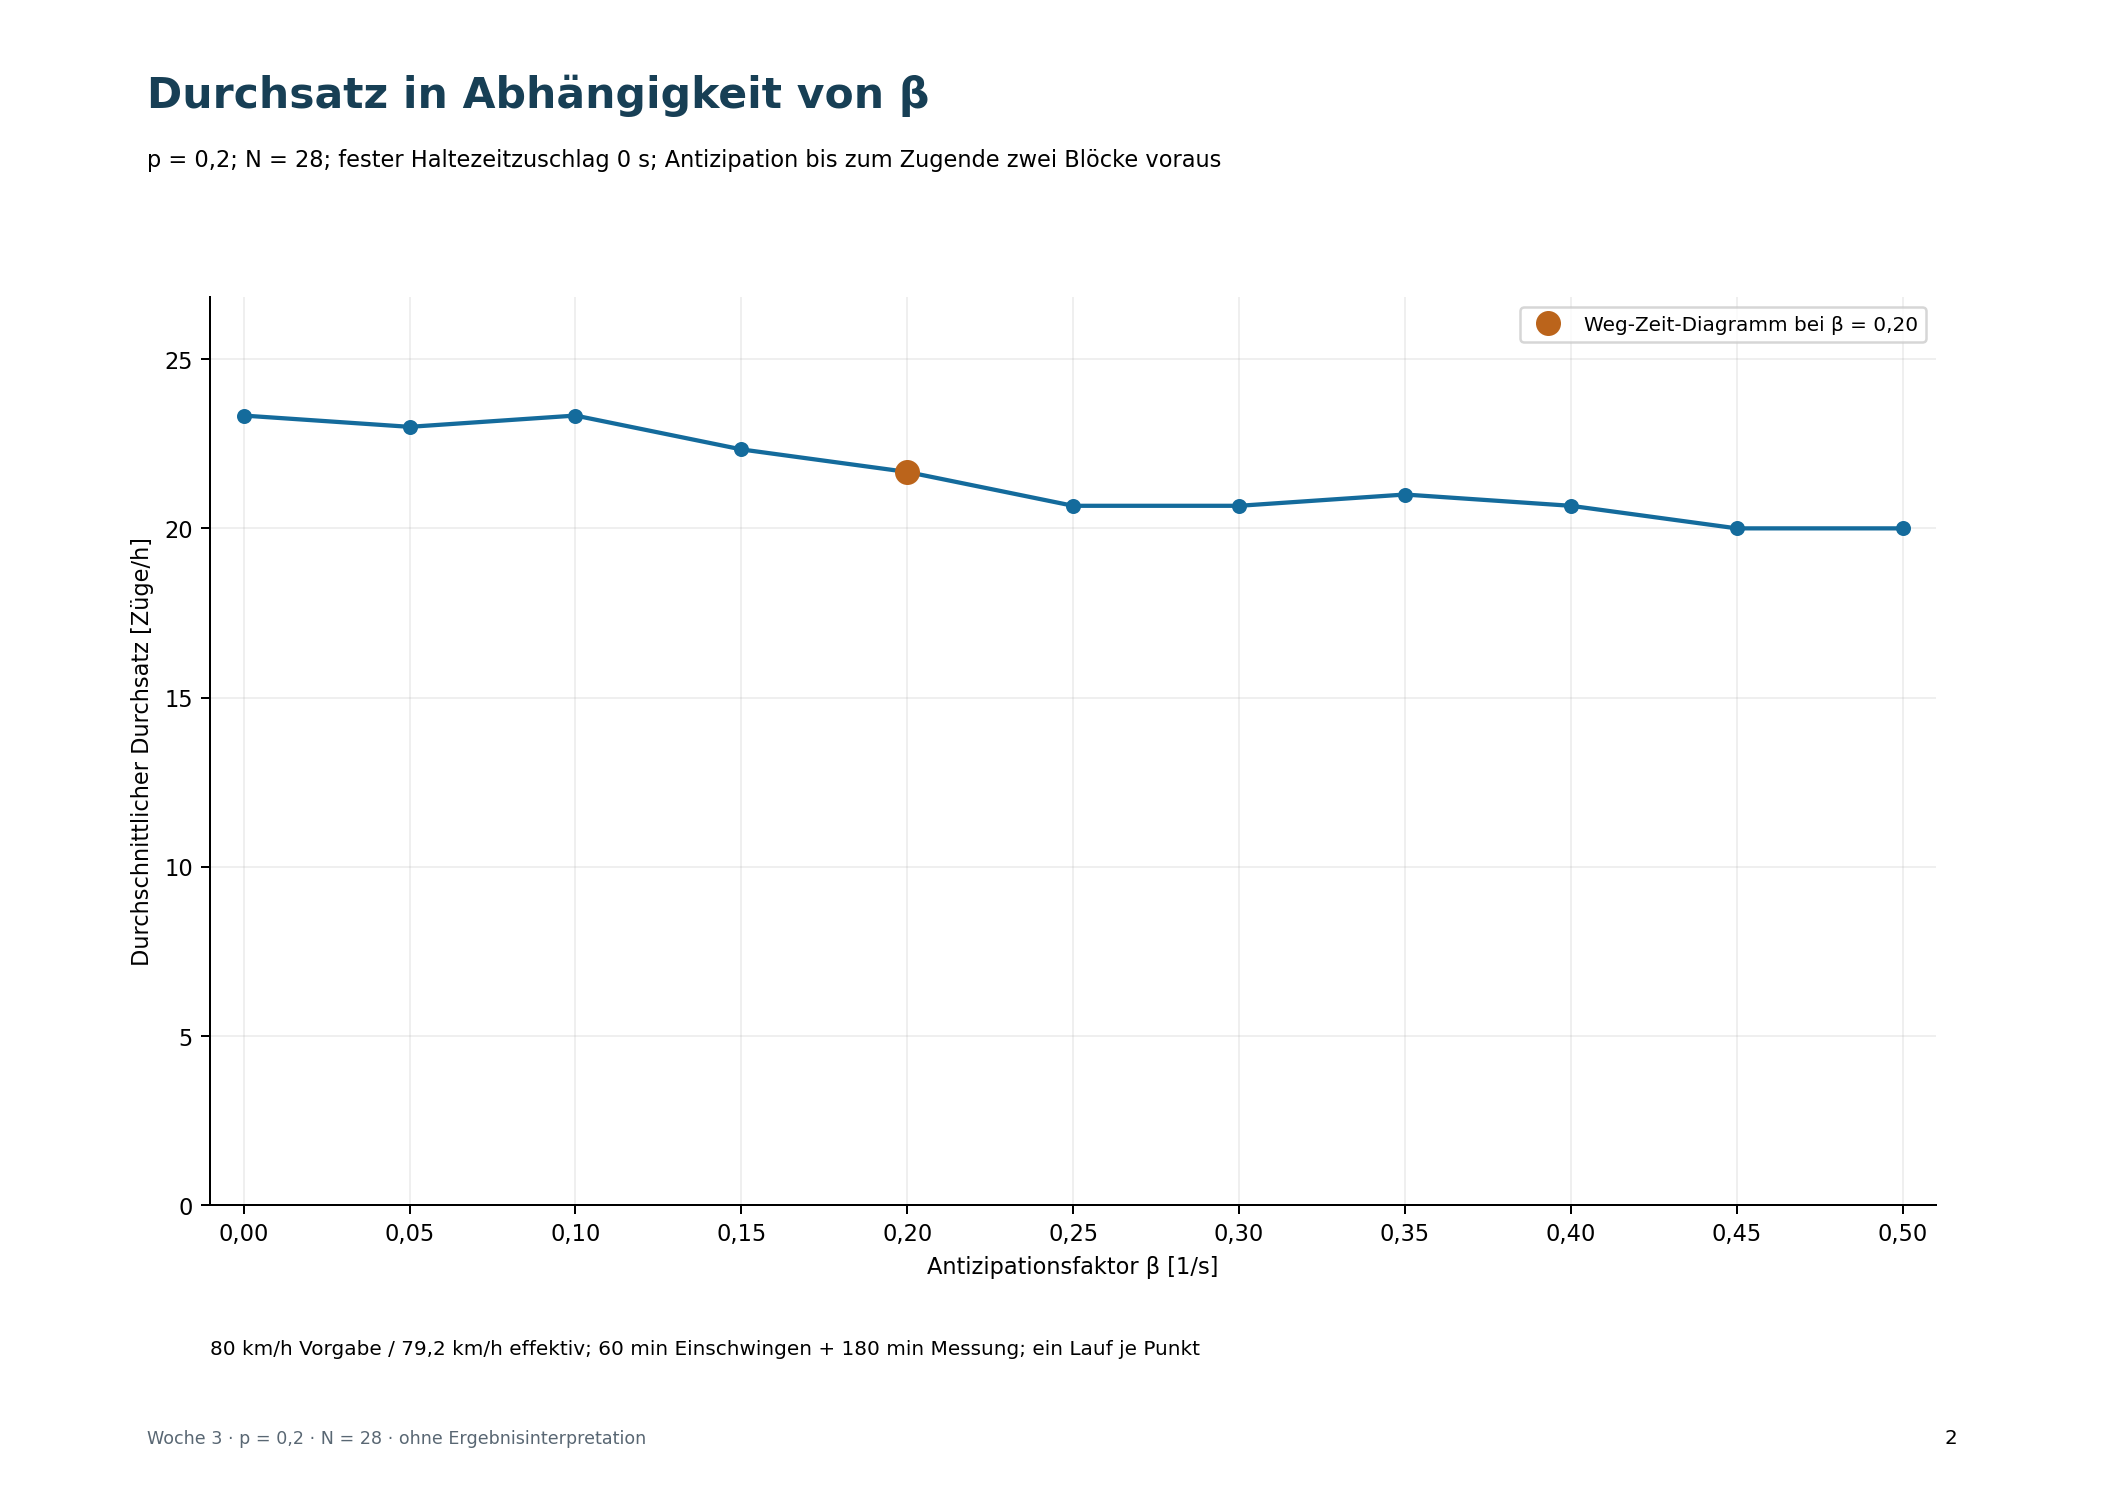 Durchsatz in Abhängigkeit von β
p = 0,2; N = 28; fester Haltezeitzuschlag 0 s; Antizipation bis zum Zugende zwei Blöcke voraus
Weg-Zeit-Diagramm bei β = 0,20
Durchschnittlicher Durchsatz [Züge/h]
25
20
15
10
5
0
0,00 0,05 0,10 0,15 0,20 0,25 0,30 0,35 0,40 0,45 0,50
Antizipationsfaktor β [1/s]
80 km/h Vorgabe / 79,2 km/h effektiv; 60 min Einschwingen + 180 min Messung; ein Lauf je Punkt
Woche 3 · p = 0,2 · N = 28 · ohne Ergebnisinterpretation
2